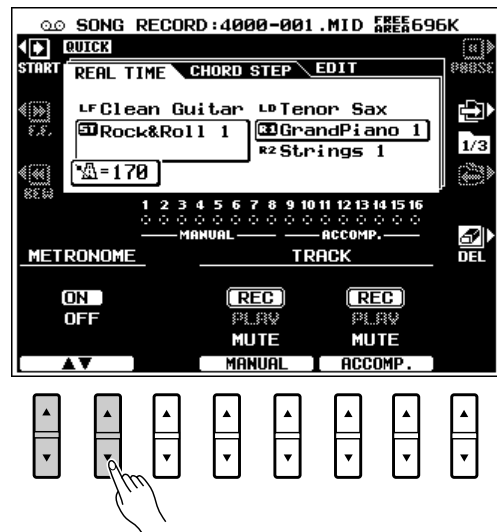 SONG RECORD:4000-001.MID FREE AREA 696K
QUICK
START
REAL TIME CHORD STEP EDIT
PAUSE
LF Clean Guitar LD Tenor Sax
F.F.
ST Rock&Roll 1 R1 GrandPiano 1
1/3
R2 Strings 1
=170
REW
1 2 3 4 5 6 7 8 9 10 11 12 13 14 15 16
MANUAL ACCOMP.
METRONOME TRACK DEL
ON REC REC
OFF PLAY PLAY
MUTE MUTE
▲▼ MANUAL ACCOMP.